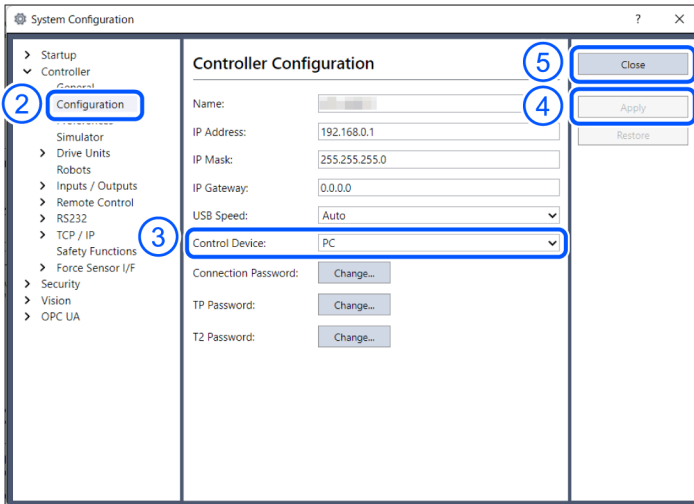 System Configuration
?
Startup
Controller
General
② Configuration
Preferences
Simulator
Drive Units
Robots
Inputs / Outputs
Remote Control
RS232
TCP / IP
Safety Functions
Force Sensor I/F
Security
Vision
OPC UA
Controller Configuration
Name:
IP Address: 192.168.0.1
IP Mask: 255.255.255.0
IP Gateway: 0.0.0.0
USB Speed: Auto
③ Control Device: PC
Connection Password: Change...
TP Password: Change...
T2 Password: Change...
⑤ Close
④ Apply
Restore